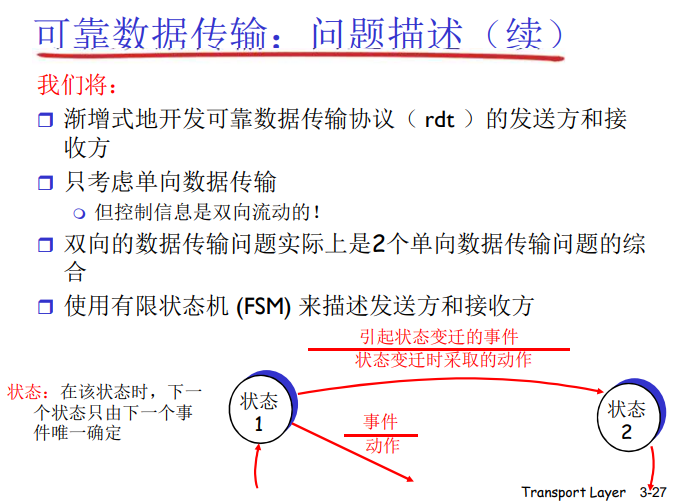 可靠数据传输：问题描述（续）
我们将：
渐增式地开发可靠数据传输协议（ rdt ）的发送方和接
收方
只考虑单向数据传输
但控制信息是双向流动的！
双向的数据传输问题实际上是2个单向数据传输问题的综
合
使用有限状态机 (FSM) 来描述发送方和接收方
引起状态变迁的事件
状态变迁时采取的动作
状态：在该状态时，下一
个状态只由下一个事
件唯一确定
状态
1
事件
动作
状态
2
Transport Layer 3-27